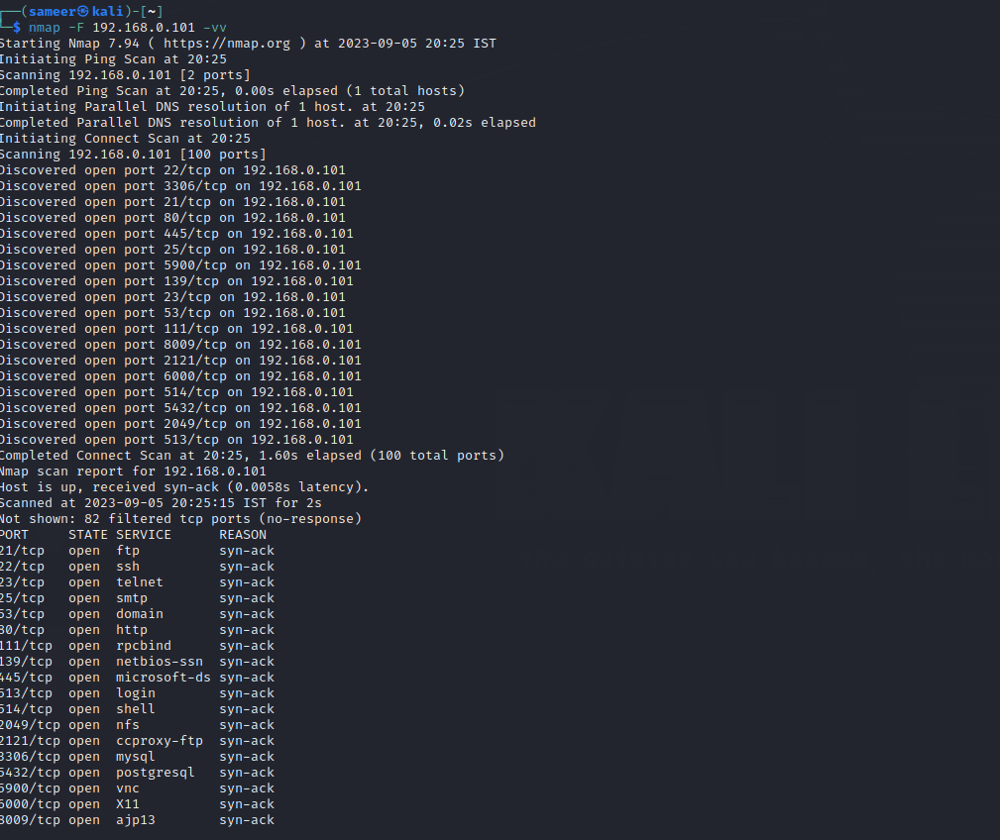 ┌──(sameer㉿kali)-[~]
└─$ nmap -F 192.168.0.101 -vv
Starting Nmap 7.94 ( https://nmap.org ) at 2023-09-05 20:25 IST
Initiating Ping Scan at 20:25
Scanning 192.168.0.101 [2 ports]
Completed Ping Scan at 20:25, 0.00s elapsed (1 total hosts)
Initiating Parallel DNS resolution of 1 host. at 20:25
Completed Parallel DNS resolution of 1 host. at 20:25, 0.02s elapsed
Initiating Connect Scan at 20:25
Scanning 192.168.0.101 [100 ports]
Discovered open port 22/tcp on 192.168.0.101
Discovered open port 3306/tcp on 192.168.0.101
Discovered open port 21/tcp on 192.168.0.101
Discovered open port 80/tcp on 192.168.0.101
Discovered open port 445/tcp on 192.168.0.101
Discovered open port 25/tcp on 192.168.0.101
Discovered open port 5900/tcp on 192.168.0.101
Discovered open port 139/tcp on 192.168.0.101
Discovered open port 23/tcp on 192.168.0.101
Discovered open port 53/tcp on 192.168.0.101
Discovered open port 111/tcp on 192.168.0.101
Discovered open port 8009/tcp on 192.168.0.101
Discovered open port 2121/tcp on 192.168.0.101
Discovered open port 6000/tcp on 192.168.0.101
Discovered open port 514/tcp on 192.168.0.101
Discovered open port 5432/tcp on 192.168.0.101
Discovered open port 2049/tcp on 192.168.0.101
Discovered open port 513/tcp on 192.168.0.101
Completed Connect Scan at 20:25, 1.60s elapsed (100 total ports)
Nmap scan report for 192.168.0.101
Host is up, received syn-ack (0.0058s latency).
Scanned at 2023-09-05 20:25:15 IST for 2s
Not shown: 82 filtered tcp ports (no-response)
PORT     STATE SERVICE      REASON
21/tcp   open  ftp          syn-ack
22/tcp   open  ssh          syn-ack
23/tcp   open  telnet       syn-ack
25/tcp   open  smtp         syn-ack
53/tcp   open  domain       syn-ack
80/tcp   open  http         syn-ack
111/tcp  open  rpcbind      syn-ack
139/tcp  open  netbios-ssn  syn-ack
445/tcp  open  microsoft-ds syn-ack
513/tcp  open  login        syn-ack
514/tcp  open  shell        syn-ack
2049/tcp open  nfs          syn-ack
2121/tcp open  ccproxy-ftp  syn-ack
3306/tcp open  mysql        syn-ack
5432/tcp open  postgresql   syn-ack
5900/tcp open  vnc          syn-ack
6000/tcp open  X11          syn-ack
8009/tcp open  ajp13        syn-ack